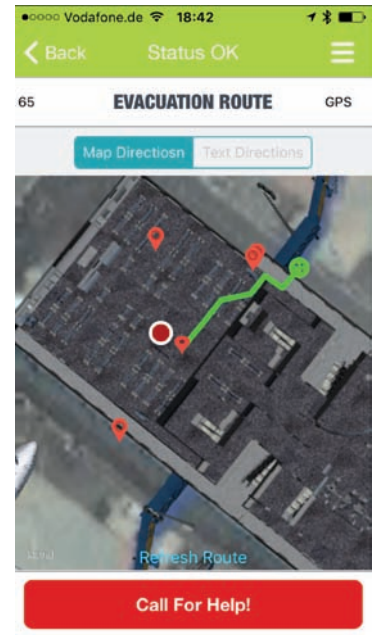 Vodafone.de 18:42
Back Status OK
65 EVACUATION ROUTE GPS
Map Directiosn Text Directions
Refresh Route
Call For Help!